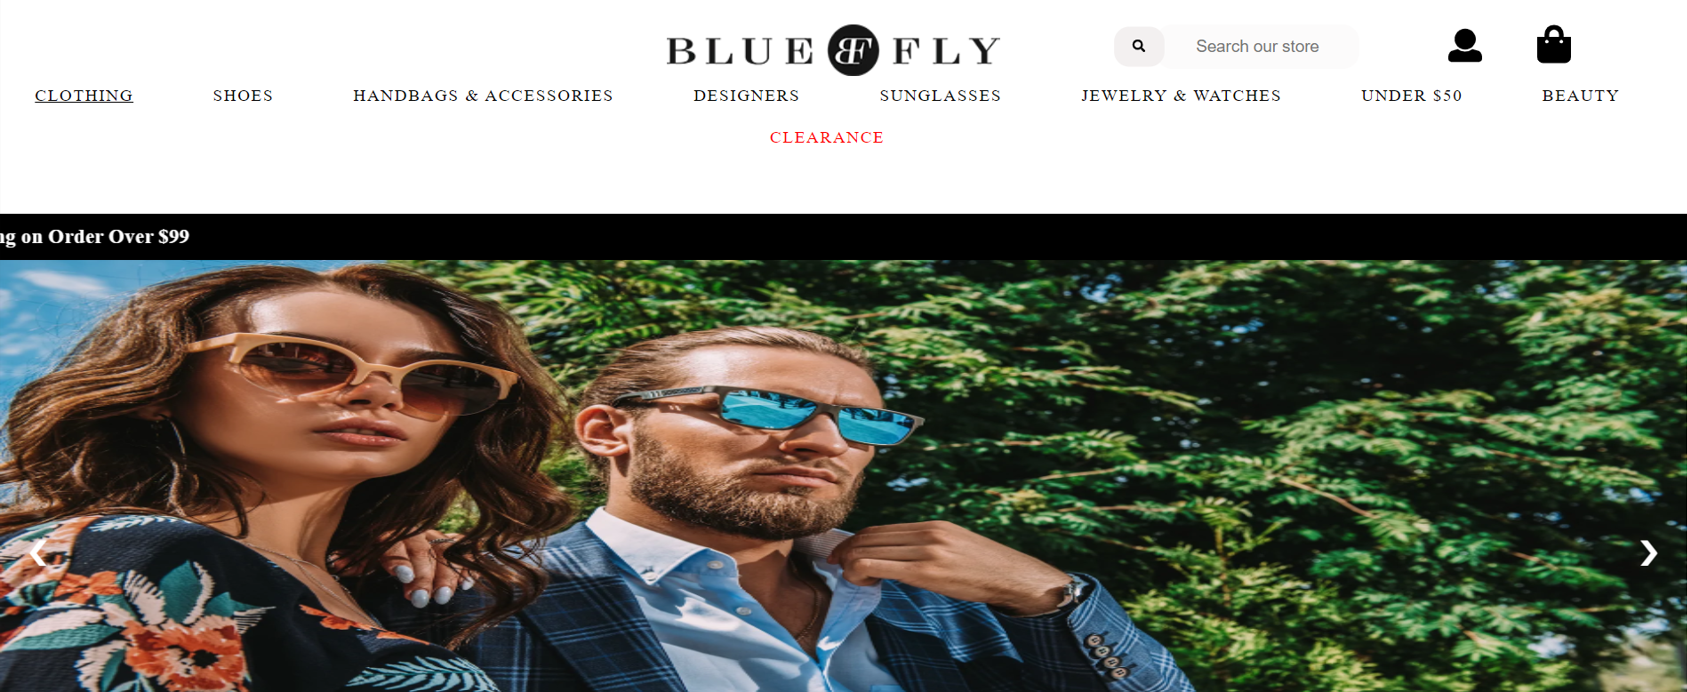 BLUE BF FLY
Search our store
CLOTHING SHOES HANDBAGS & ACCESSORIES DESIGNERS SUNGLASSES JEWELRY & WATCHES UNDER $50 BEAUTY
CLEARANCE
ng on Order Over $99